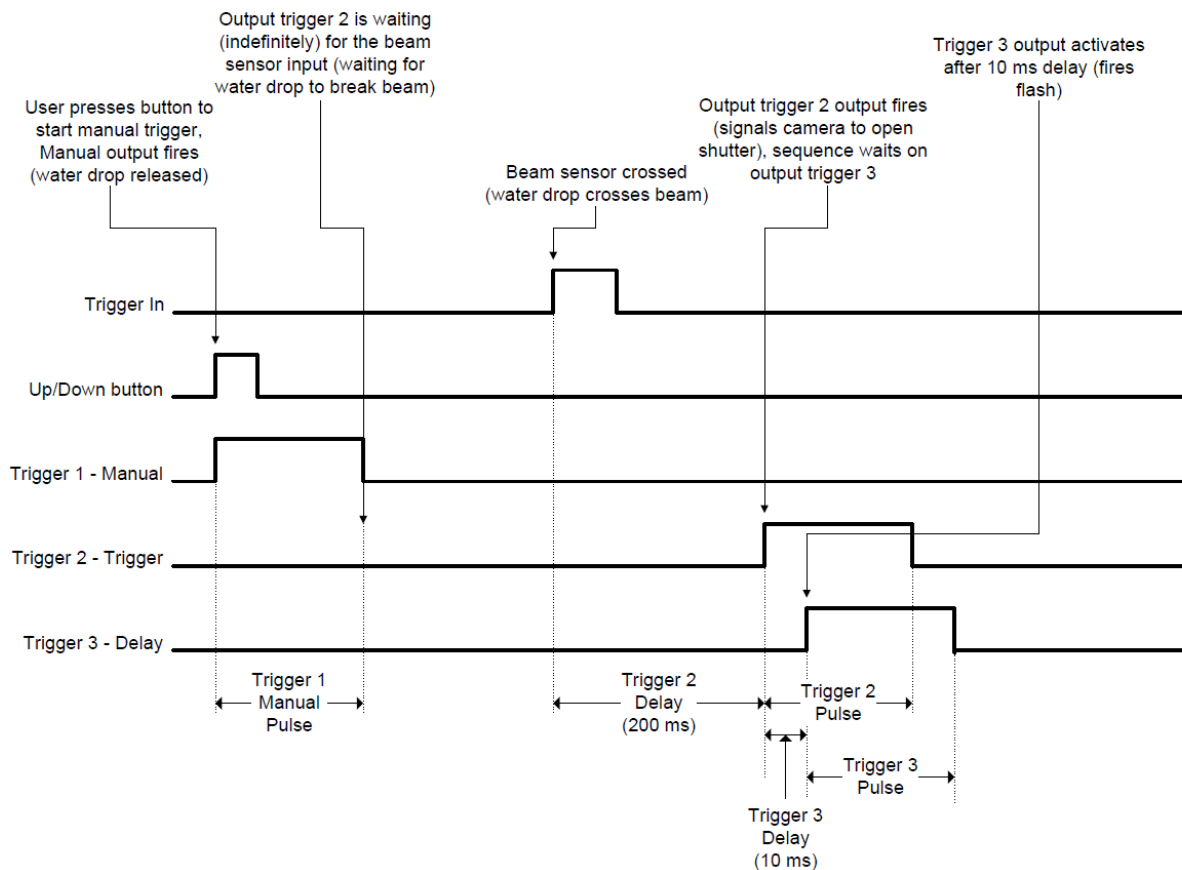 Output trigger 2 is waiting
(indefinitely) for the beam
sensor input (waiting for
water drop to break beam)
User presses button to
start manual trigger,
Manual output fires
(water drop released)
Beam sensor crossed
(water drop crosses beam)
Output trigger 2 output fires
(signals camera to open
shutter), sequence waits on
output trigger 3
Trigger 3 output activates
after 10 ms delay (fires
flash)
Trigger In
Up/Down button
Trigger 1 - Manual
Trigger 2 - Trigger
Trigger 3 - Delay
Trigger 1
Manual
Pulse
Trigger 2
Delay
(200 ms)
Trigger 2
Pulse
Trigger 3
Pulse
Trigger 3
Delay
(10 ms)